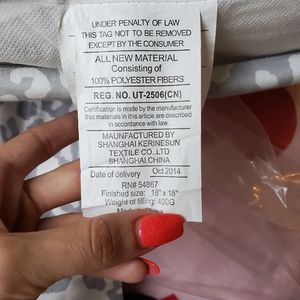 UNDER PENALTY OF LAW
THIS TAG NOT TO BE REMOVED
EXCEPT BY THE CONSUMER
ALL NEW MATERIAL
Consisting of
100% POLYESTER FIBERS
REG. NO. UT-2506(CN)
Certification is made by the manufacturer
that materials in this article are described
in accordance with law.
MANUFACTURED BY
SHANGHAI KERINESUN
TEXTILE CO.,LTD
SHANGHAI,CHINA
Date of delivery Oct 2014
RN# 54867
Finished size: 18" x 18"
Weight of filling: 400G
Made in China